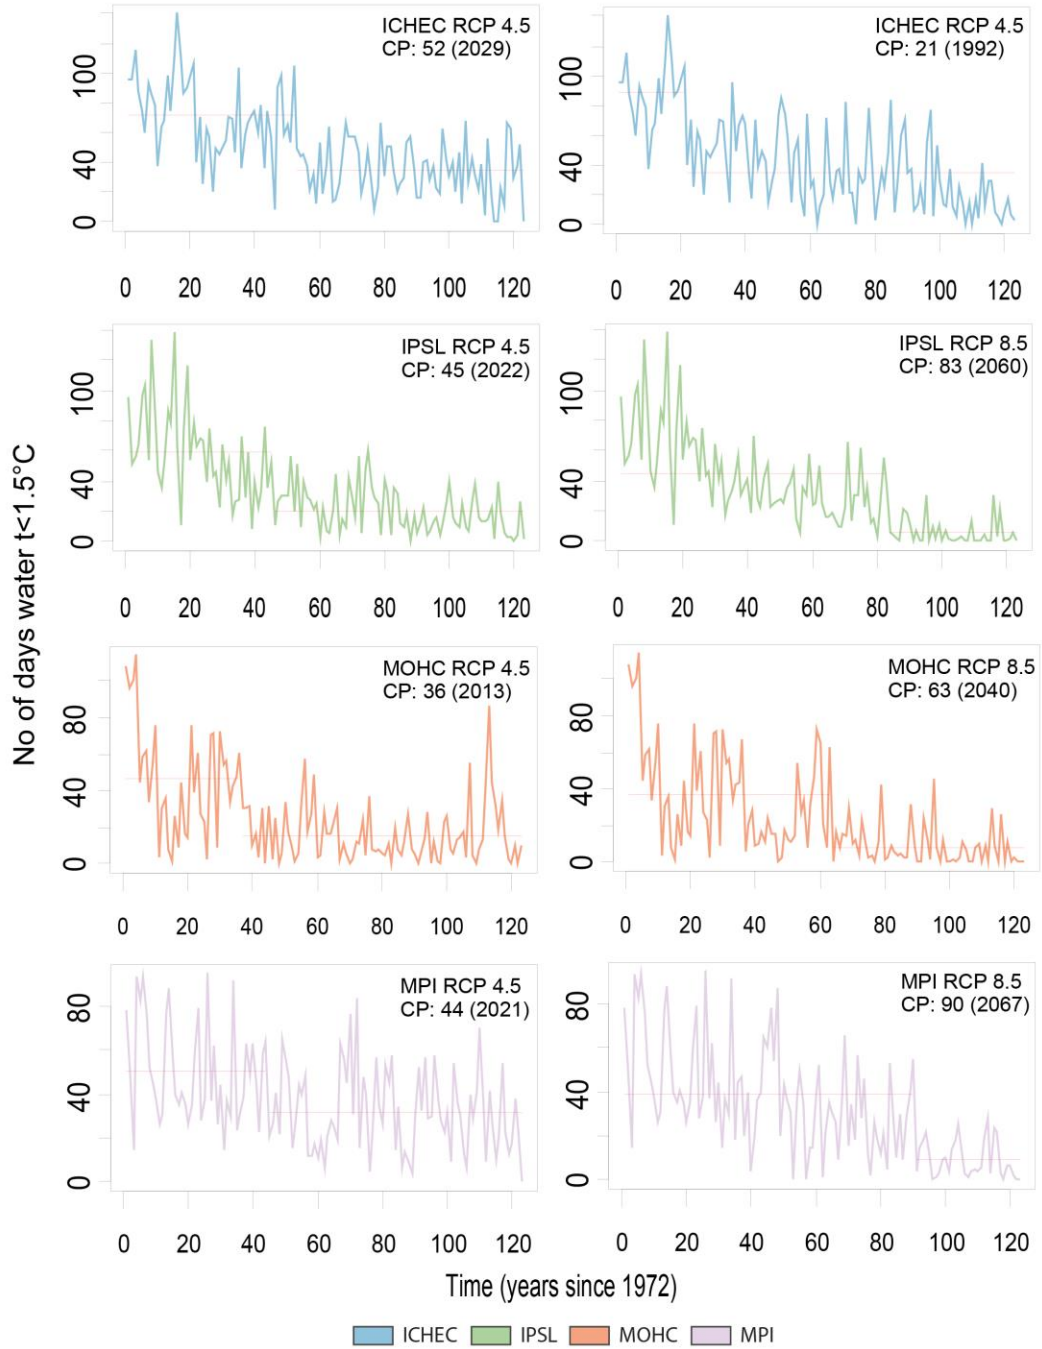 No of days water t<1.5°C
ICHEC RCP 4.5
CP: 52 (2029)
100
40
0
0 20 40 60 80 100 120
ICHEC RCP 4.5
CP: 21 (1992)
100
40
0
0 20 40 60 80 100 120
IPSL RCP 4.5
CP: 45 (2022)
100
40
0
0 20 40 60 80 100 120
IPSL RCP 8.5
CP: 83 (2060)
100
40
0
0 20 40 60 80 100 120
MOHC RCP 4.5
CP: 36 (2013)
80
40
0
0 20 40 60 80 100 120
MOHC RCP 8.5
CP: 63 (2040)
80
40
0
0 20 40 60 80 100 120
MPI RCP 4.5
CP: 44 (2021)
80
40
0
0 20 40 60 80 100 120
MPI RCP 8.5
CP: 90 (2067)
80
40
0
0 20 40 60 80 100 120
Time (years since 1972)
ICHEC IPSL MOHC MPI